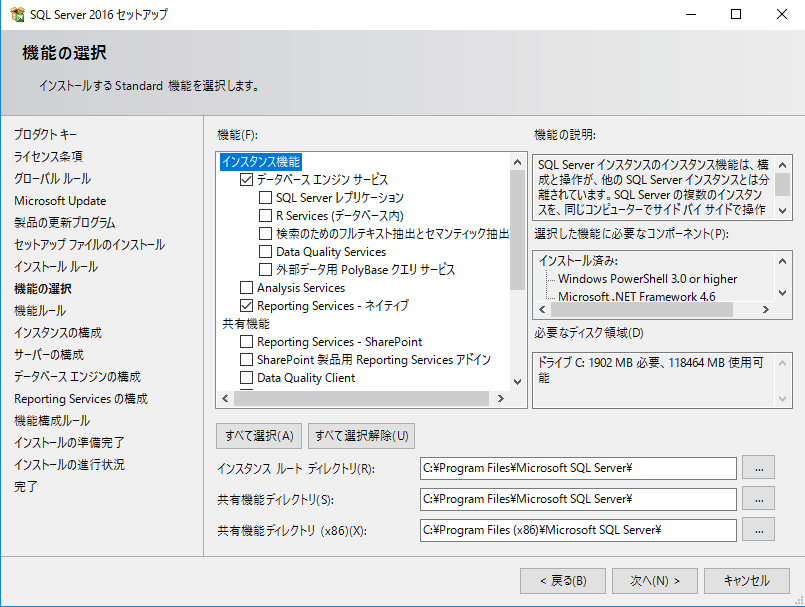 SQL Server 2016 セットアップ
機能の選択
インストールする Standard 機能を選択します。
プロダクト キー
ライセンス条項
グローバル ルール
Microsoft Update
製品の更新プログラム
セットアップ ファイルのインストール
インストール ルール
機能の選択
機能ルール
インスタンスの構成
サーバーの構成
データベース エンジンの構成
Reporting Services の構成
機能構成ルール
インストールの準備完了
インストールの進行状況
完了
機能(F):
インスタンス機能
データベース エンジン サービス
SQL Server レプリケーション
R Services (データベース内)
検索のためのフルテキスト抽出とセマンティック抽出
Data Quality Services
外部データ用 PolyBase クエリ サービス
Analysis Services
Reporting Services - ネイティブ
共有機能
Reporting Services - SharePoint
SharePoint 製品用 Reporting Services アドイン
Data Quality Client
機能の説明:
SQL Server インスタンスのインスタンス機能は、構
成と操作が、他の SQL Server インスタンスとは分
離されています。SQL Server の複数のインスタン
スを、同じコンピューターでサイド バイ サイドで操作
選択した機能に必要なコンポーネント(P):
インストール済み:
Windows PowerShell 3.0 or higher
Microsoft .NET Framework 4.6
必要なディスク領域(D)
ドライブ C: 1902 MB 必要、118464 MB 使用可
能
すべて選択(A)
すべて選択解除(U)
インスタンス ルート ディレクトリ(R):
C:¥Program Files¥Microsoft SQL Server¥
...
共有機能ディレクトリ(S):
C:¥Program Files¥Microsoft SQL Server¥
...
共有機能ディレクトリ (x86)(X):
C:¥Program Files (x86)¥Microsoft SQL Server¥
...
< 戻る(B)
次へ(N) >
キャンセル